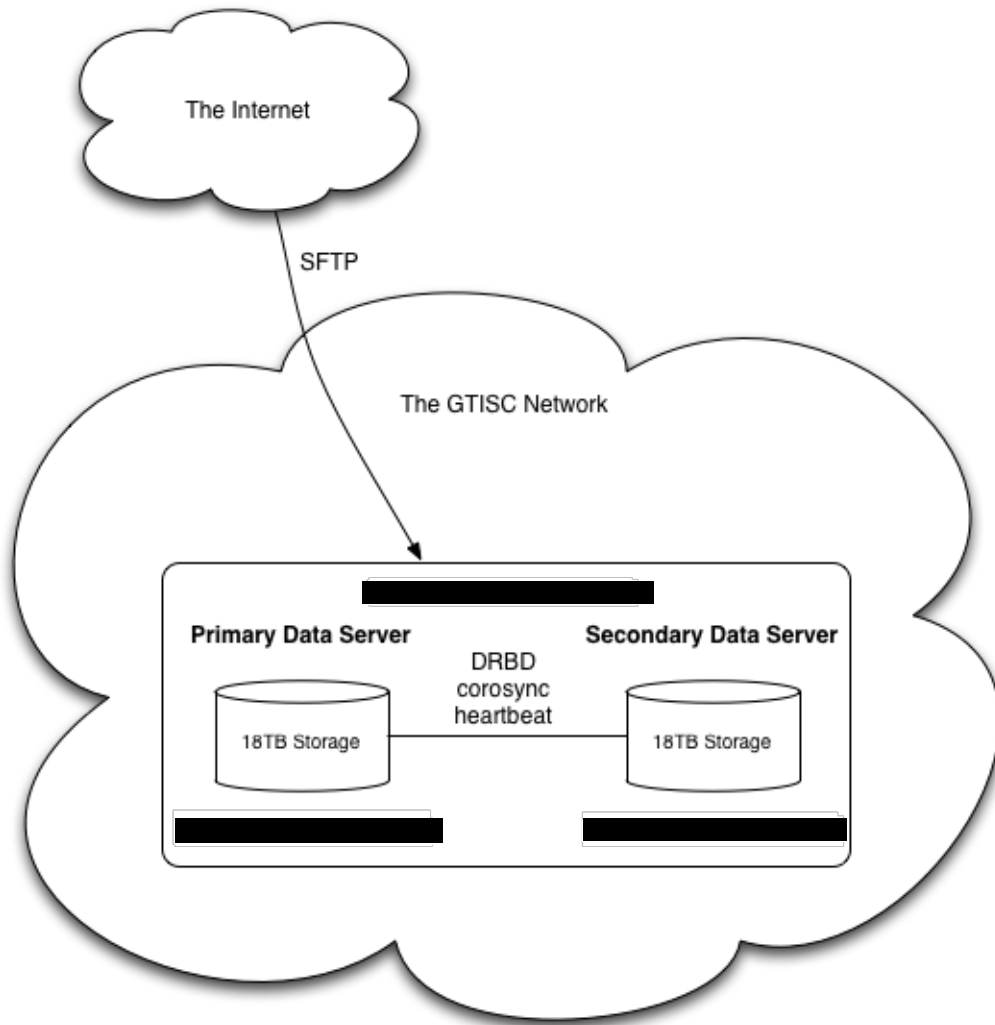 The Internet
SFTP
The GTISC Network
Primary Data Server
Secondary Data Server
DRBD
corosync
heartbeat
18TB Storage
18TB Storage